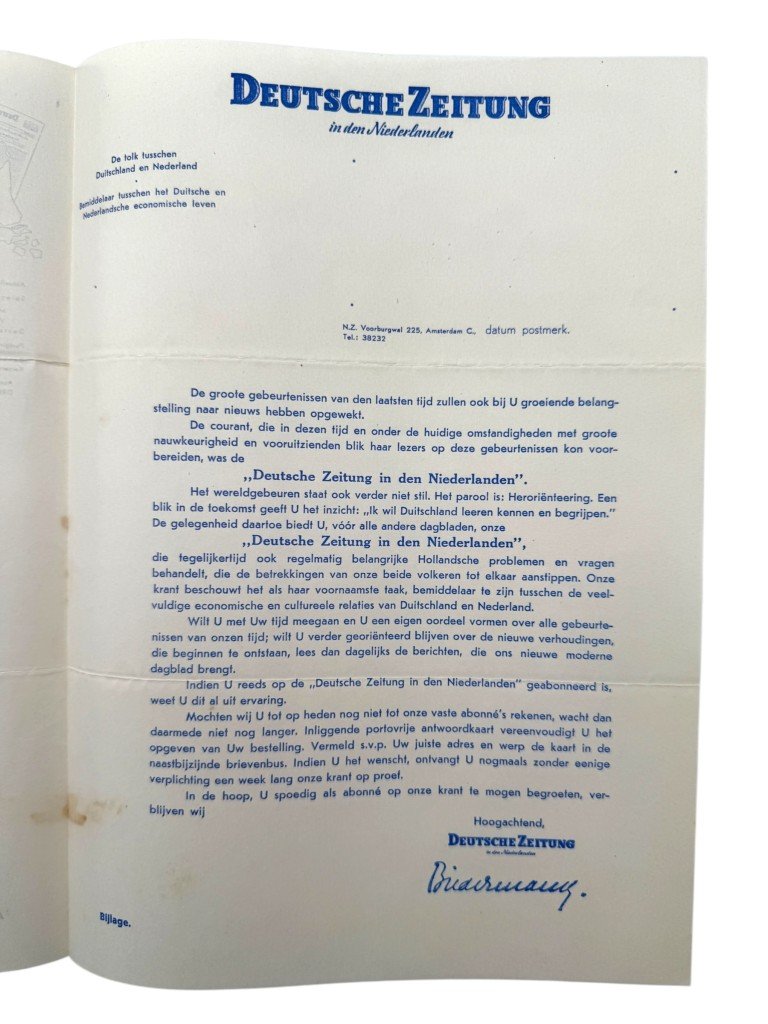 DEUTSCHE ZEITUNG
in den Niederlanden
De tolk tusschen
Duitschland en Nederland
Bemiddelaar tusschen het Duitsche en
Nederlandsche economische leven
N.Z. Voorburgwal 225, Amsterdam C., datum postmerk.
Tel.: 38232
De groote gebeurtenissen van den laatsten tijd zullen ook bij U groeiende belang-
stelling naar nieuws hebben opgewekt.
De courant, die in dezen tijd en onder de huidige omstandigheden met groote
nauwkeurigheid en vooruitzienden blik haar lezers op deze gebeurtenissen kon voor-
bereiden, was de
„Deutsche Zeitung in den Niederlanden”.
Het wereldgebeuren staat ook verder niet stil. Het parool is: Heroriënteering. Een
blik in de toekomst geeft U het inzicht: „Ik wil Duitschland leeren kennen en begrijpen.”
De gelegenheid daartoe biedt U, vóór alle andere dagbladen, onze
„Deutsche Zeitung in den Niederlanden”,
die tegelijkertijd ook regelmatig belangrijke Hollandsche problemen en vragen
behandelt, die de betrekkingen van onze beide volkeren tot elkaar aanstippen. Onze
krant beschouwt het als haar voornaamste taak, bemiddelaar te zijn tusschen de veel-
vuldige economische en cultureele relaties van Duitschland en Nederland.
Wilt U met Uw tijd meegaan en U een eigen oordeel vormen over alle gebeurte-
nissen van onzen tijd; wilt U verder georiënteerd blijven over de nieuwe verhoudingen,
die beginnen te ontstaan, lees dan dagelijks de berichten, die ons nieuwe moderne
dagblad brengt.
Indien U reeds op de „Deutsche Zeitung in den Niederlanden” geabonneerd is,
weet U dit al uit ervaring.
Mochten wij U tot op heden nog niet tot onze vaste abonné's rekenen, wacht dan
daarmede niet nog langer. Inliggende portovrije antwoordkaart vereenvoudigt U het
opgeven van Uw bestelling. Vermeld s.v.p. Uw juiste adres en werp de kaart in de
naastbijzijnde brievenbus. Indien U het wenscht, ontvangt U nogmaals zonder eenige
verplichting een week lang onze krant op proef.
In de hoop, U spoedig als abonné op onze krant te mogen begroeten, ver-
blijven wij
Hoogachtend,
DEUTSCHE ZEITUNG
in den Niederlanden
Biedermann.
Bijlage.